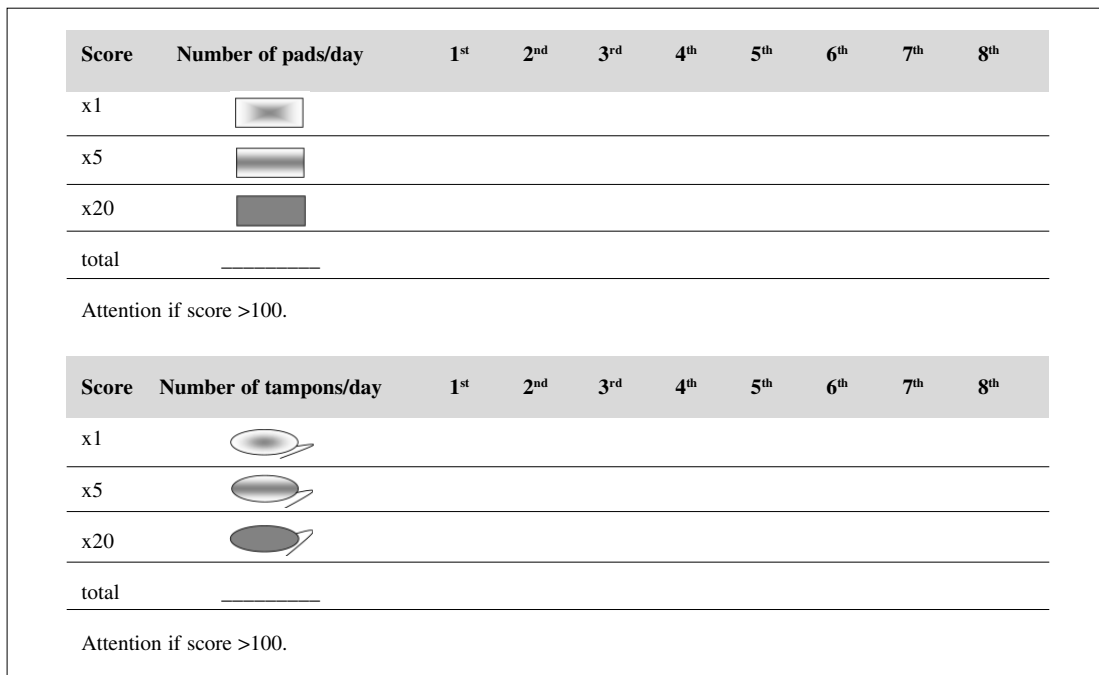 Score Number of pads/day 1st 2nd 3rd 4th 5th 6th 7th 8th
x1
x5
x20
total _________
Attention if score >100.
Score Number of tampons/day 1st 2nd 3rd 4th 5th 6th 7th 8th
x1
x5
x20
total _________
Attention if score >100.